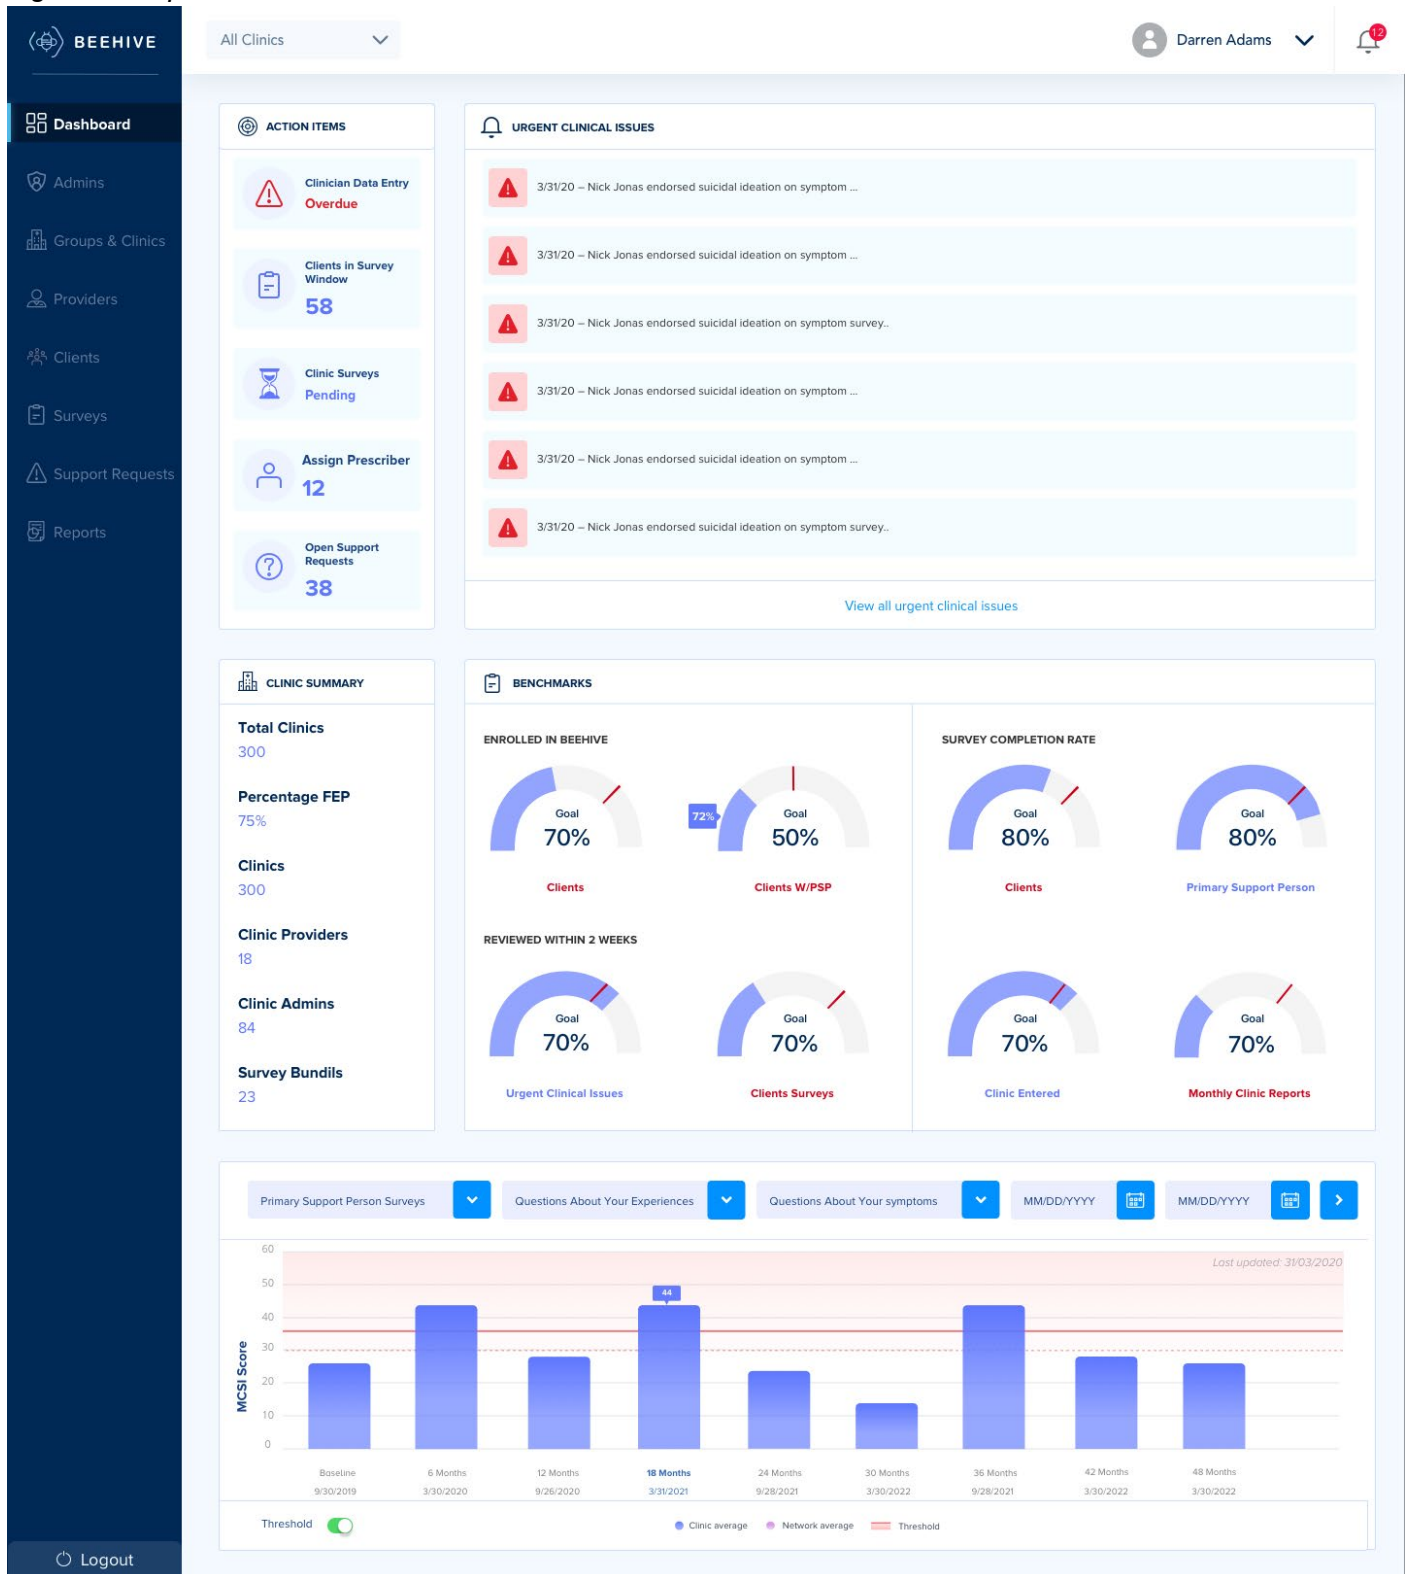 BEEHIVE
All Clinics
Darren Adams
12
Dashboard
Admins
Groups & Clinics
Providers
Clients
Surveys
Support Requests
Reports
Logout
ACTION ITEMS
Clinician Data Entry
Overdue
Clients in Survey
Window
58
Clinic Surveys
Pending
Assign Prescriber
12
Open Support
Requests
38
URGENT CLINICAL ISSUES
3/31/20 – Nick Jonas endorsed suicidal ideation on symptom ...
3/31/20 – Nick Jonas endorsed suicidal ideation on symptom ...
3/31/20 – Nick Jonas endorsed suicidal ideation on symptom survey..
3/31/20 – Nick Jonas endorsed suicidal ideation on symptom ...
3/31/20 – Nick Jonas endorsed suicidal ideation on symptom ...
3/31/20 – Nick Jonas endorsed suicidal ideation on symptom survey..
View all urgent clinical issues
CLINIC SUMMARY
Total Clinics
300
Percentage FEP
75%
Clinics
300
Clinic Providers
18
Clinic Admins
84
Survey Bundils
23
BENCHMARKS
ENROLLED IN BEEHIVE
Goal
70%
Clients
72%
Goal
50%
Clients W/PSP
SURVEY COMPLETION RATE
Goal
80%
Clients
Goal
80%
Primary Support Person
REVIEWED WITHIN 2 WEEKS
Goal
70%
Urgent Clinical Issues
Goal
70%
Clients Surveys
Goal
70%
Clinic Entered
Goal
70%
Monthly Clinic Reports
Primary Support Person Surveys
Questions About Your Experiences
Questions About Your symptoms
MM/DD/YYYY
MM/DD/YYYY
Last updated: 31/03/2020
MCSI Score
60
50
40
30
20
10
0
44
Baseline 6 Months 12 Months 18 Months 24 Months 30 Months 36 Months 42 Months 48 Months
9/30/2019 3/30/2020 9/26/2020 3/31/2021 9/28/2021 3/30/2022 9/28/2021 3/30/2022 3/30/2022
Threshold
Clinic average Network average Threshold